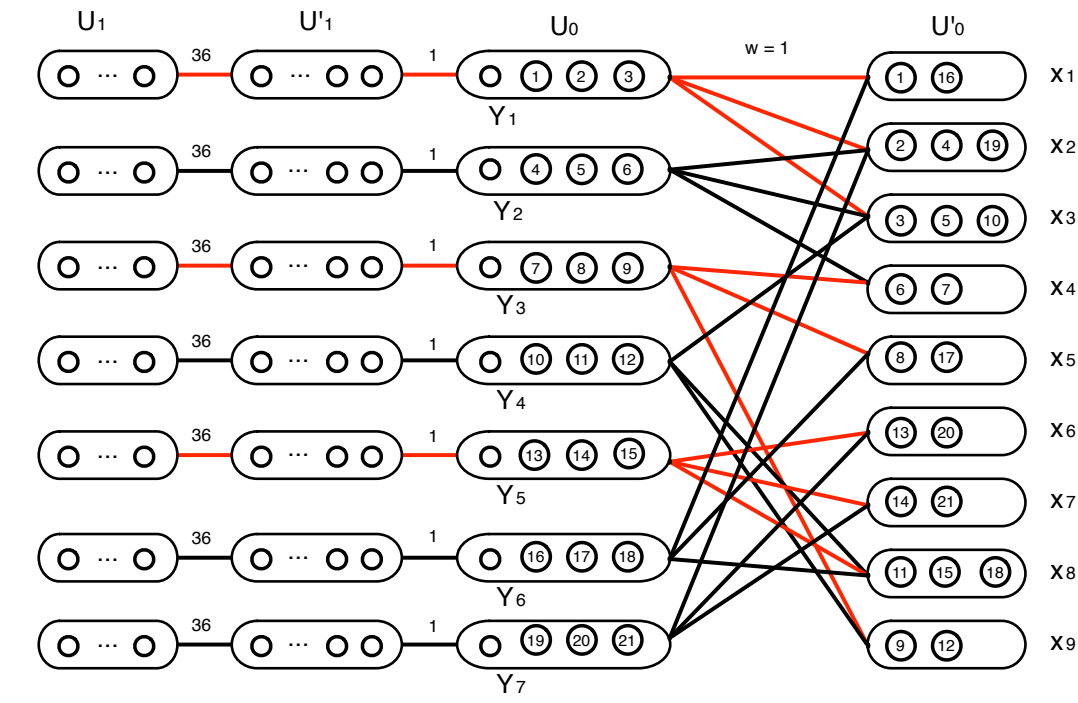 U1 U'1 U0 U'0
36 1 w = 1
... ... 1 2 3 1 16 x1
Y1
36 1 2 4 19 x2
... ... 4 5 6
Y2 3 5 10 x3
36 1
... ... 7 8 9 6 7 x4
Y3
36 1
... ... 10 11 12 8 17 x5
Y4
36 1 13 20 x6
... ... 13 14 15
Y5 14 21 x7
36 1
... ... 16 17 18 11 15 18 x8
Y6
36 1
... ... 19 20 21 9 12 x9
Y7